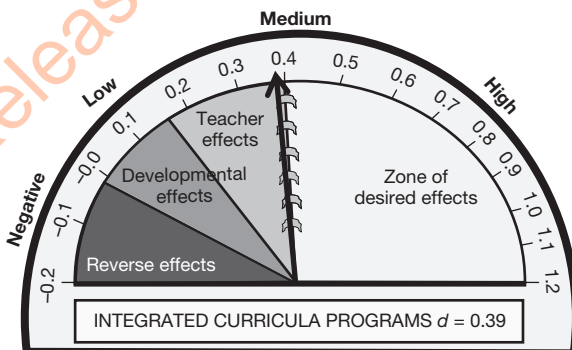 Medium
Low
High
Negative
–0.2
–0.1
–0.0
0.1
0.2
0.3
0.4
0.5
0.6
0.7
0.8
0.9
1.0
1.1
1.2
Teacher
effects
Developmental
effects
Reverse effects
Zone of
desired effects
INTEGRATED CURRICULA PROGRAMS d = 0.39